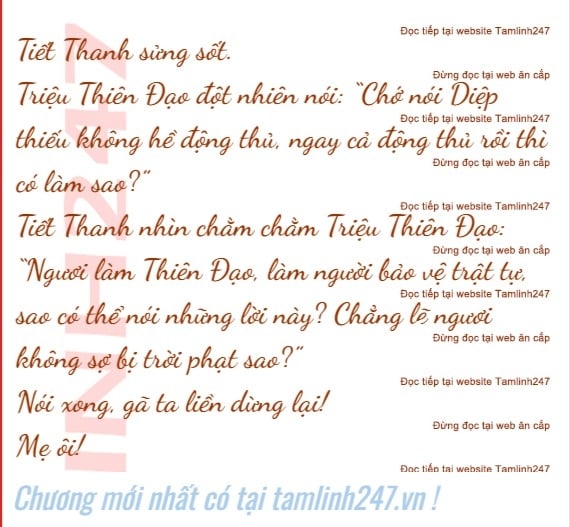 Đọc tiếp tại website Tamlinh247
Tiết Thanh sửng sốt.
Đừng đọc tại web ăn cắp
Triệu Thiên Đạo đột nhiên nói: “Chớ nói Diệp
Đọc tiếp tại website Tamlinh247
thiếu không hề động thủ, ngay cả động thủ rồi thì
Đừng đọc tại web ăn cắp
có làm sao?”
Đọc tiếp tại website Tamlinh247
Tiết Thanh nhìn chằm chằm Triệu Thiên Đạo:
Đừng đọc tại web ăn cắp
“Ngươi làm Thiên Đạo, làm người bảo vệ trật tự,
Đọc tiếp tại website Tamlinh247
sao có thể nói những lời này? Chẳng lẽ ngươi
Đừng đọc tại web ăn cắp
không sợ bị trời phạt sao?”
Đọc tiếp tại website Tamlinh247
Nói xong, gã ta liền dừng lại!
Đừng đọc tại web ăn cắp
Mẹ ôi!
Đọc tiếp tại website Tamlinh247
INH247
Chương mới nhất có tại tamlinh247.vn !